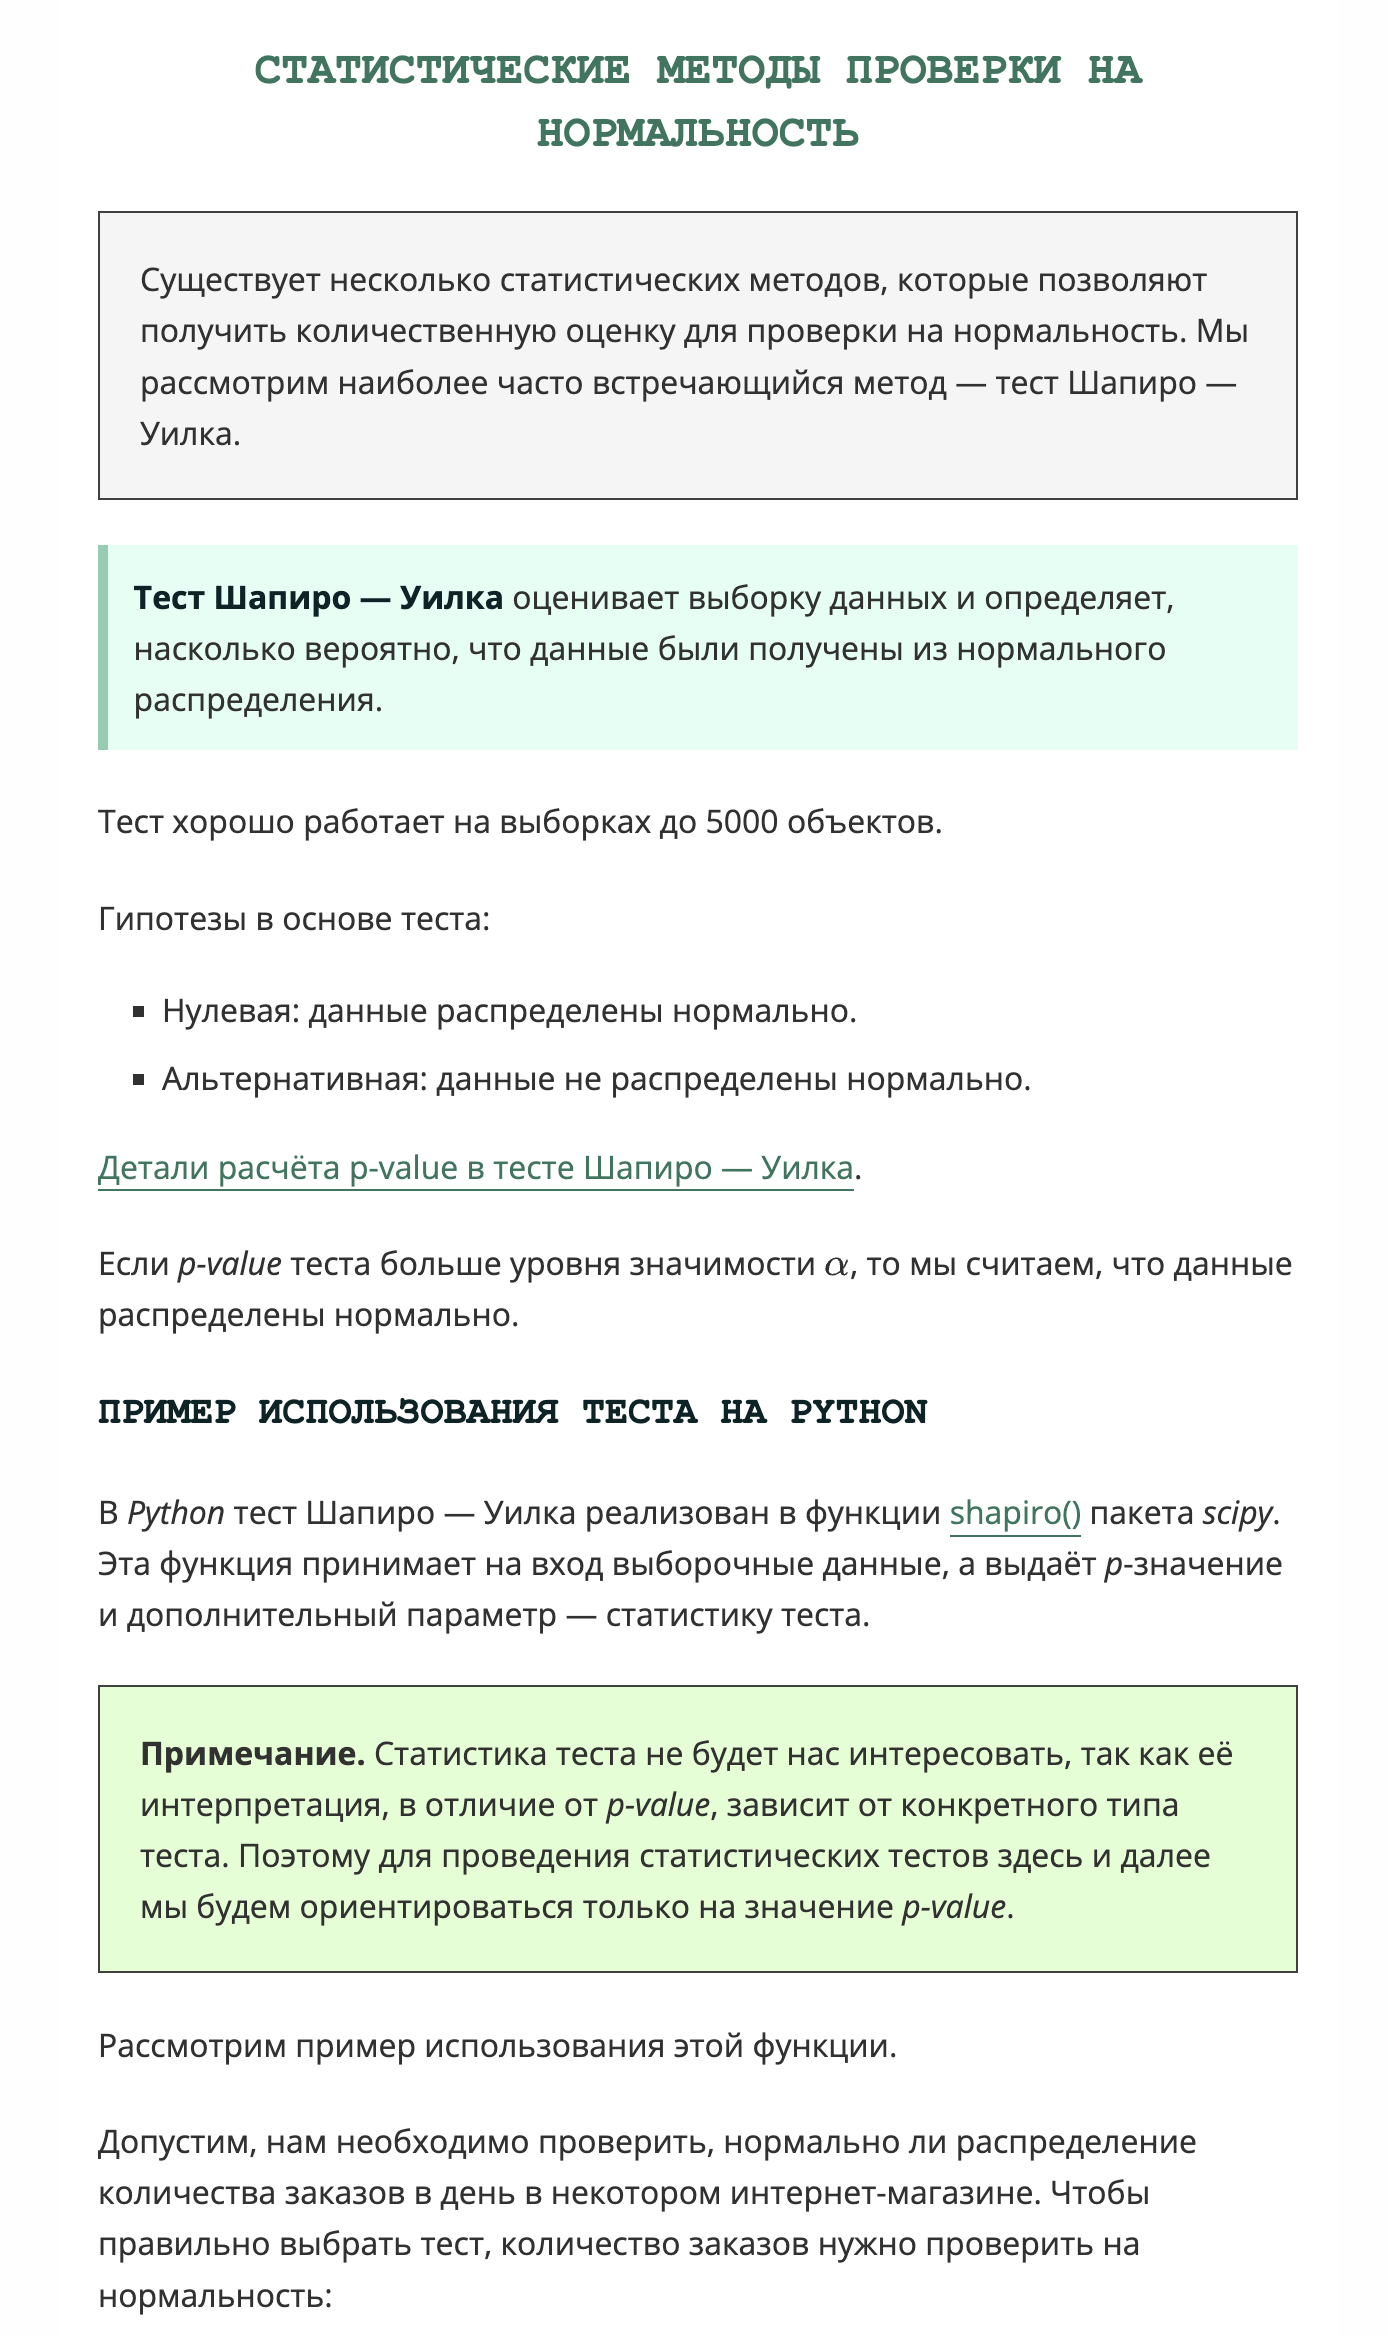 СТАТИСТИЧЕСКИЕ МЕТОДЫ ПРОВЕРКИ НА
НОРМАЛЬНОСТЬ
Существует несколько статистических методов, которые позволяют
получить количественную оценку для проверки на нормальность. Мы
рассмотрим наиболее часто встречающийся метод — тест Шапиро —
Уилка.
Тест Шапиро — Уилка оценивает выборку данных и определяет,
насколько вероятно, что данные были получены из нормального
распределения.
Тест хорошо работает на выборках до 5000 объектов.
Гипотезы в основе теста:
▪ Нулевая: данные распределены нормально.
▪ Альтернативная: данные не распределены нормально.
Детали расчёта p-value в тесте Шапиро — Уилка.
Если p-value теста больше уровня значимости α, то мы считаем, что данные
распределены нормально.
ПРИМЕР ИСПОЛЬЗОВАНИЯ ТЕСТА НА PYTHON
В Python тест Шапиро — Уилка реализован в функции shapiro() пакета scipy.
Эта функция принимает на вход выборочные данные, а выдаёт p-значение
и дополнительный параметр — статистику теста.
Примечание. Статистика теста не будет нас интересовать, так как её
интерпретация, в отличие от p-value, зависит от конкретного типа
теста. Поэтому для проведения статистических тестов здесь и далее
мы будем ориентироваться только на значение p-value.
Рассмотрим пример использования этой функции.
Допустим, нам необходимо проверить, нормально ли распределение
количества заказов в день в некотором интернет-магазине. Чтобы
правильно выбрать тест, количество заказов нужно проверить на
нормальность: